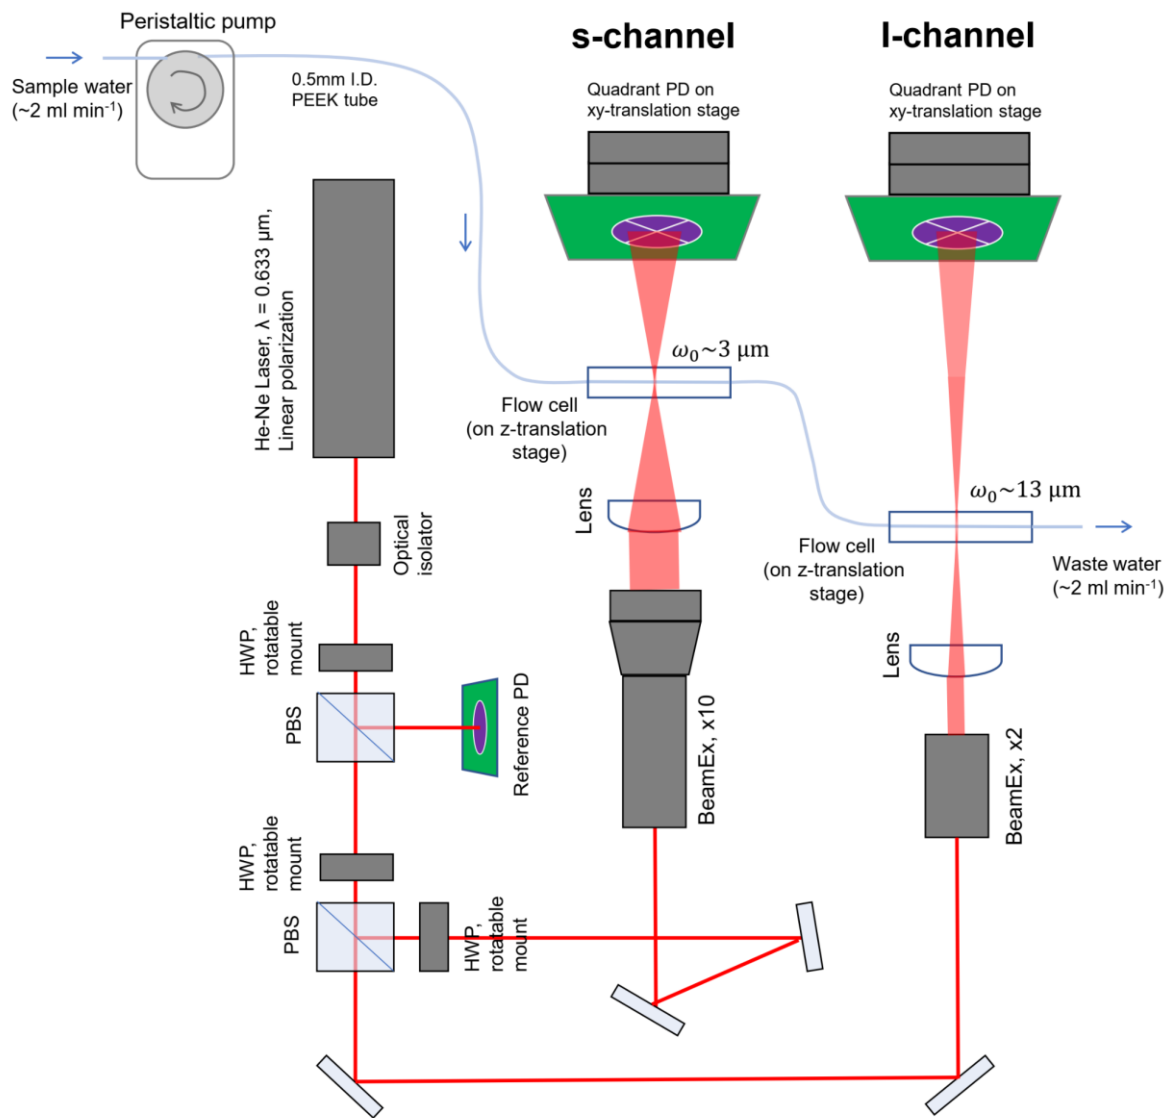 Peristaltic pump
s-channel
l-channel
Sample water
(~2 ml min⁻¹)
0.5mm I.D.
PEEK tube
Quadrant PD on
xy-translation stage
Quadrant PD on
xy-translation stage
He-Ne Laser, λ = 0.633 μm,
Linear polarization
ω₀~3 μm
Flow cell
(on z-translation
stage)
Lens
ω₀~13 μm
Flow cell
(on z-translation
stage)
Waste water
(~2 ml min⁻¹)
Optical
isolator
Lens
HWP,
rotatable
mount
PBS
Reference PD
BeamEx, x10
BeamEx, x2
HWP,
rotatable
mount
PBS
HWP,
rotatable
mount